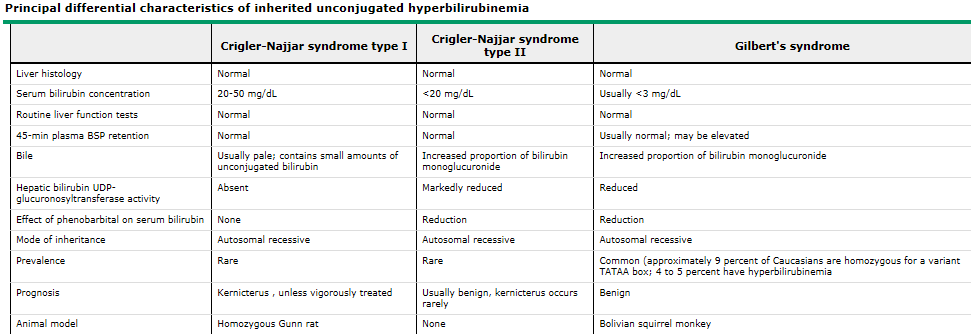 Principal differential characteristics of inherited unconjugated hyperbilirubinemia
Crigler-Najjar syndrome type I
Crigler-Najjar syndrome
type II
Gilbert's syndrome
Liver histology
Normal
Normal
Normal
Serum bilirubin concentration
20-50 mg/dL
<20 mg/dL
Usually <3 mg/dL
Routine liver function tests
Normal
Normal
Normal
45-min plasma BSP retention
Normal
Normal
Usually normal; may be elevated
Bile
Usually pale; contains small amounts of
unconjugated bilirubin
Increased proportion of bilirubin
monoglucuronide
Increased proportion of bilirubin monoglucuronide
Hepatic bilirubin UDP-
glucuronosyltransferase activity
Absent
Markedly reduced
Reduced
Effect of phenobarbital on serum bilirubin
None
Reduction
Reduction
Mode of inheritance
Autosomal recessive
Autosomal recessive
Autosomal recessive
Prevalence
Rare
Rare
Common (approximately 9 percent of Caucasians are homozygous for a variant
TATAA box; 4 to 5 percent have hyperbilirubinemia
Prognosis
Kernicterus , unless vigorously treated
Usually benign, kernicterus occurs
rarely
Benign
Animal model
Homozygous Gunn rat
None
Bolivian squirrel monkey